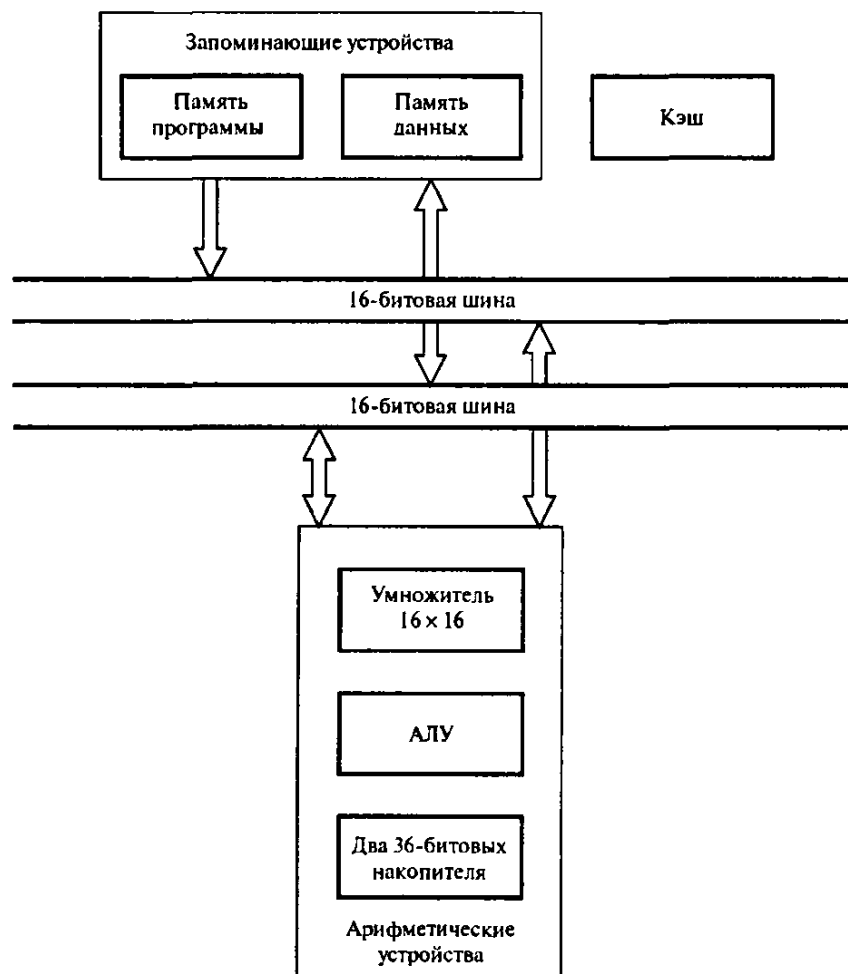 Запоминающие устройства
Память
программы
Память
данных
Кэш
16-битовая шина
16-битовая шина
Умножитель
16 × 16
АЛУ
Два 36-битовых
накопителя
Арифметические
устройства